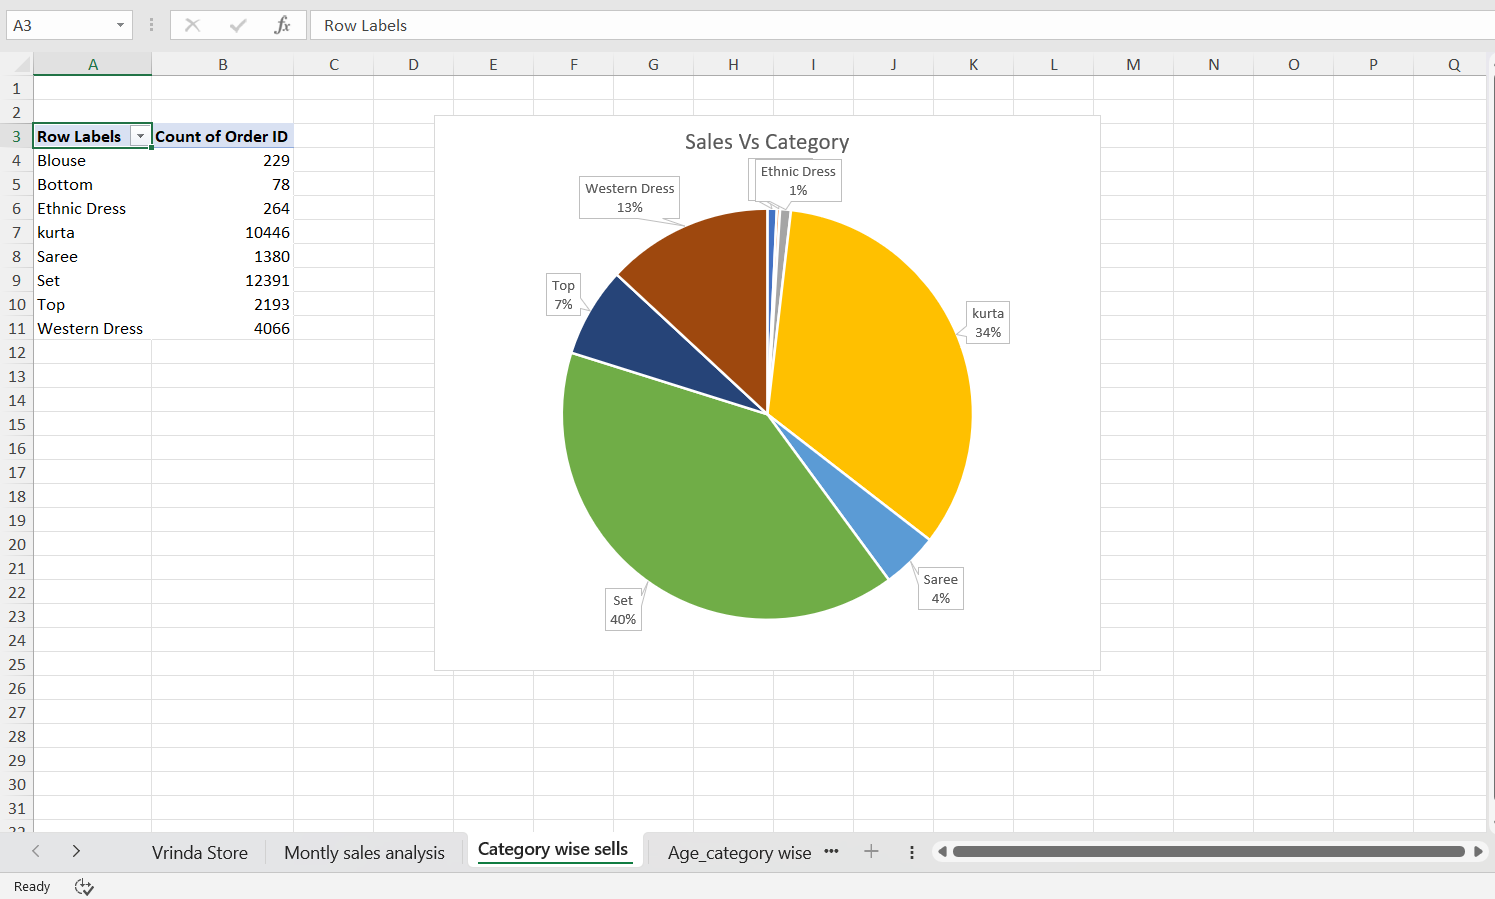 A3
fx
Row Labels
A B C D E F G H I J K L M N O P Q
1
2
3 Row Labels Count of Order ID
4 Blouse 229
5 Bottom 78
6 Ethnic Dress 264
7 kurta 10446
8 Saree 1380
9 Set 12391
10 Top 2193
11 Western Dress 4066
12
13
14
15
16
17
18
19
20
21
22
23
24
25
26
27
28
29
30
31
Sales Vs Category
Ethnic Dress
1%
Western Dress
13%
Top
7%
kurta
34%
Saree
4%
Set
40%
Vrinda Store Montly sales analysis Category wise sells Age_category wise
Ready